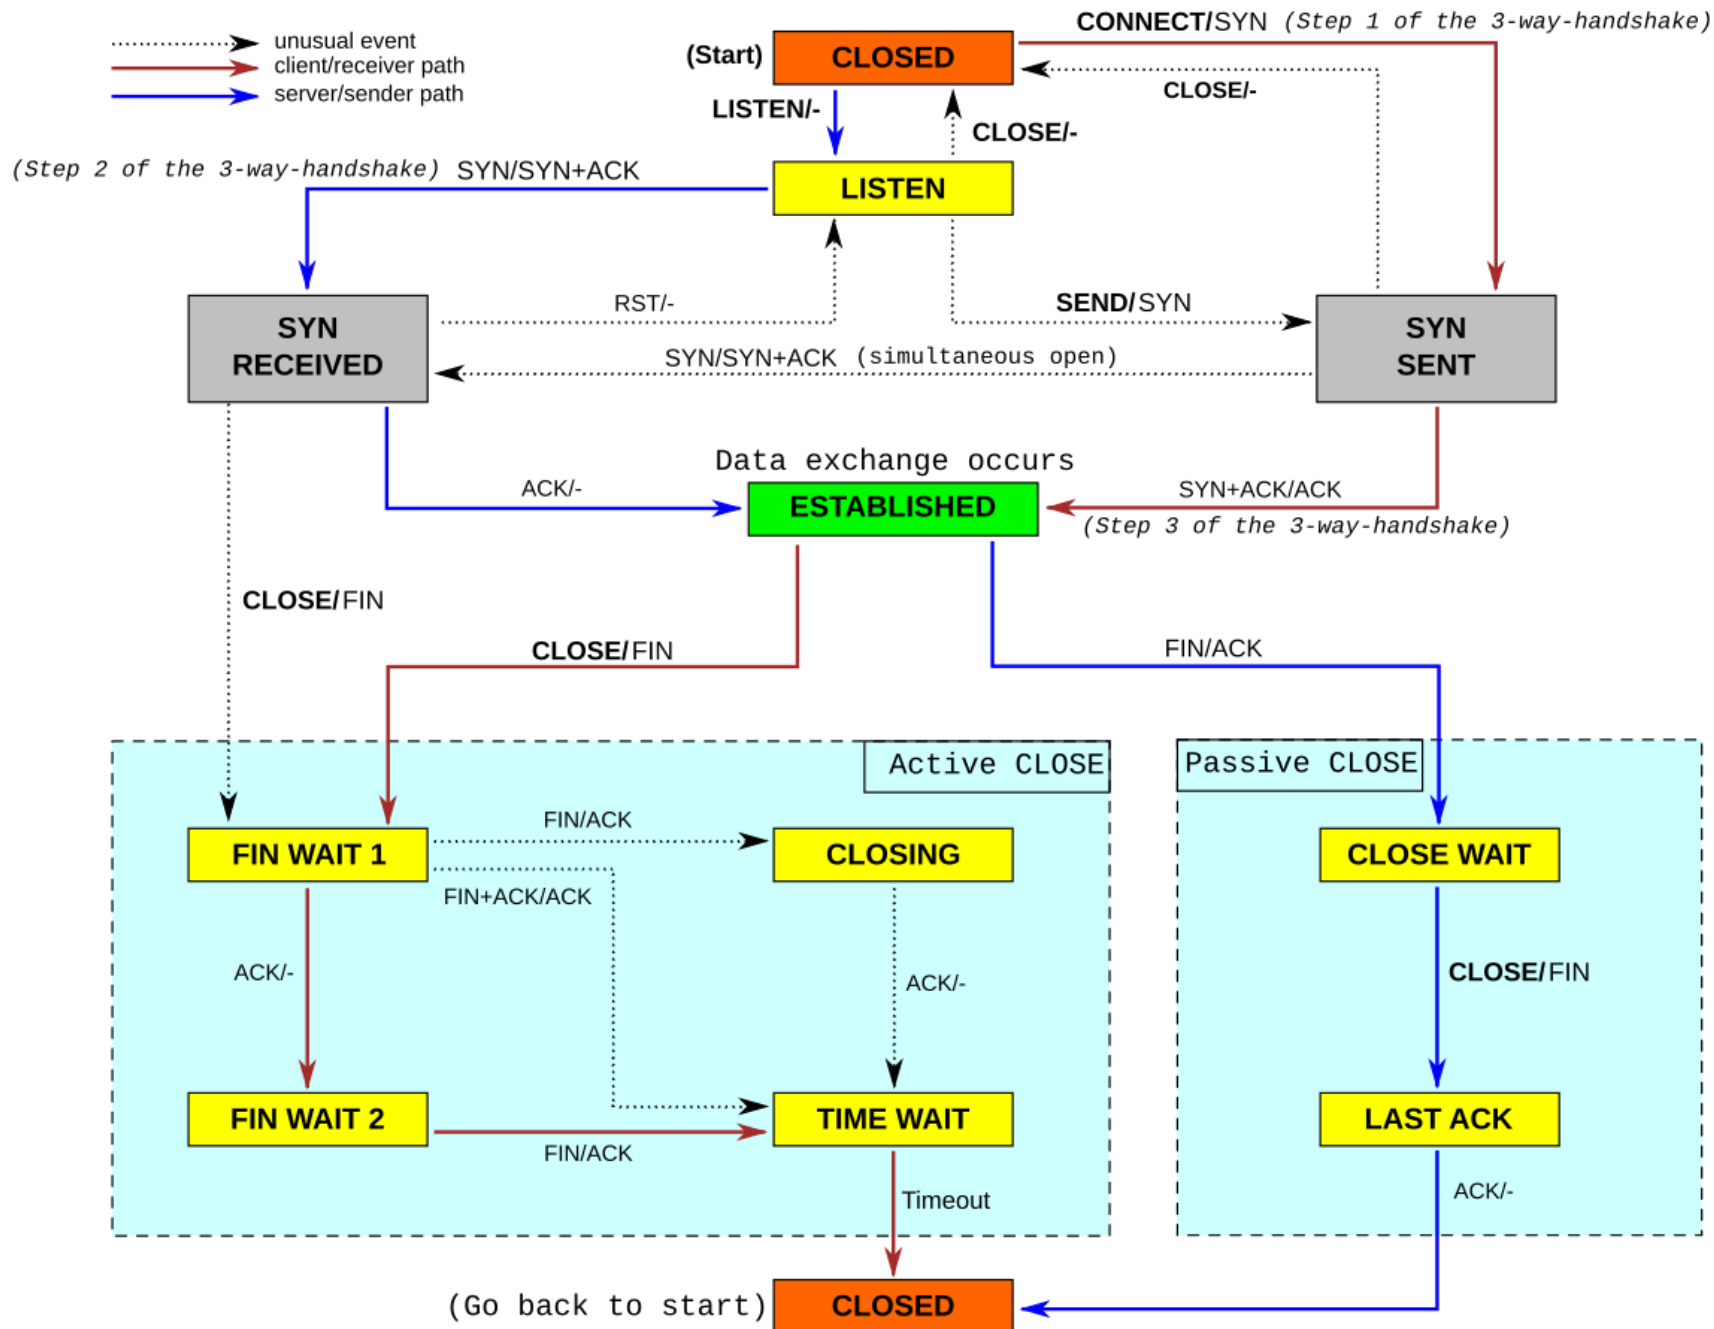 CONNECT/SYN (Step 1 of the 3-way-handshake)
unusual event
client/receiver path
server/sender path
(Start)
CLOSED
CLOSE/-
LISTEN/-
CLOSE/-
(Step 2 of the 3-way-handshake) SYN/SYN+ACK
LISTEN
RST/-
SEND/SYN
SYN
RECEIVED
SYN
SENT
SYN/SYN+ACK (simultaneous open)
Data exchange occurs
ACK/-
ESTABLISHED
SYN+ACK/ACK
(Step 3 of the 3-way-handshake)
CLOSE/FIN
CLOSE/FIN
FIN/ACK
Active CLOSE
Passive CLOSE
FIN WAIT 1
FIN/ACK
CLOSING
CLOSE WAIT
FIN+ACK/ACK
ACK/-
ACK/-
CLOSE/FIN
FIN WAIT 2
TIME WAIT
LAST ACK
FIN/ACK
Timeout
ACK/-
(Go back to start)
CLOSED